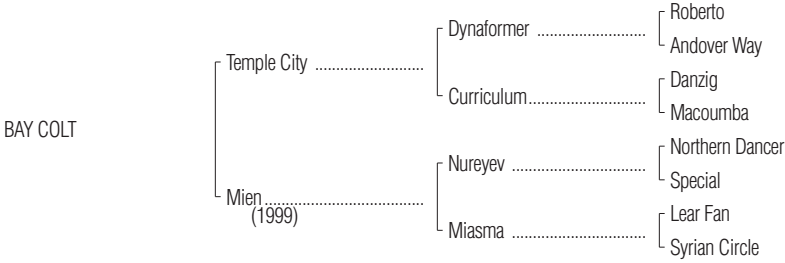 Roberto
Dynaformer ..........................
Andover Way
Temple City ..........................
Danzig
Curriculum............................
Macoumba
BAY COLT
Northern Dancer
Nureyev ................................
Special
Mien......................................
(1999)
Lear Fan
Miasma ................................
Syrian Circle